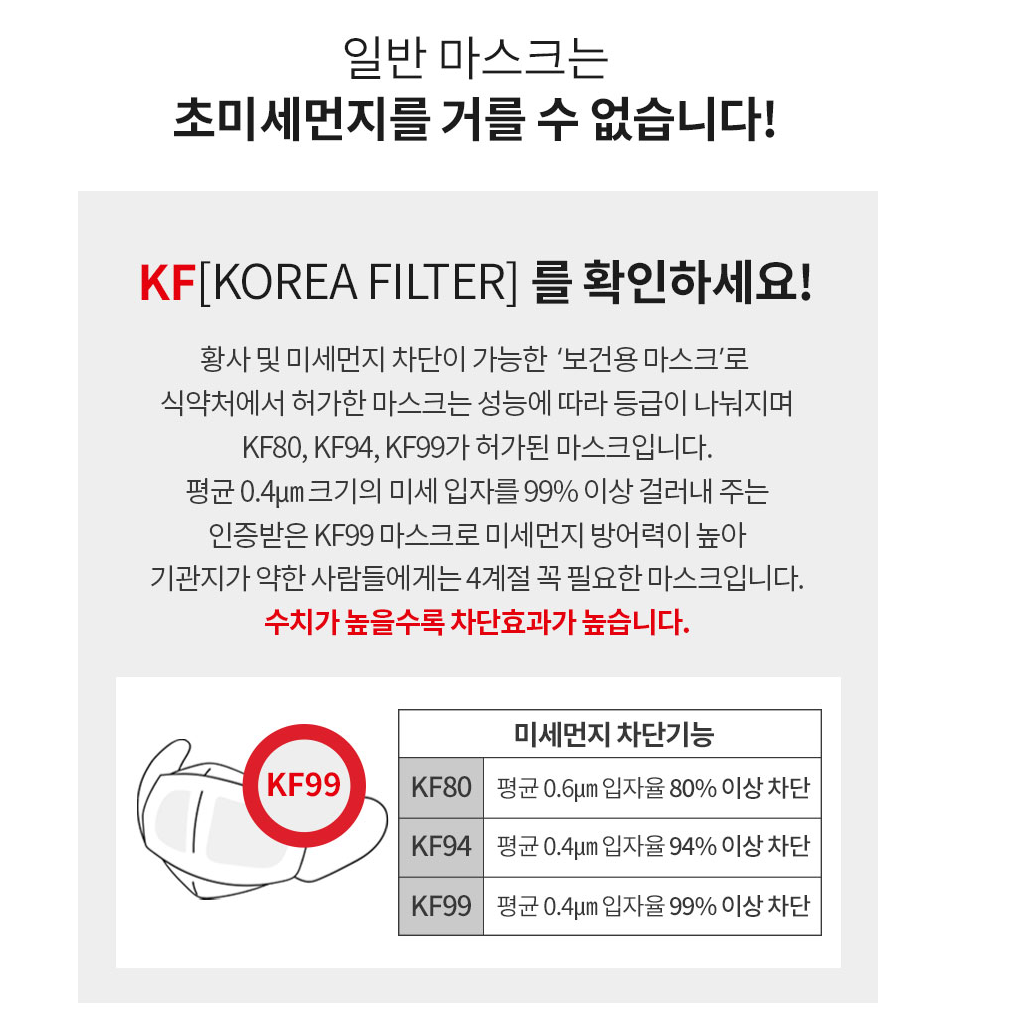 일반 마스크는
초미세먼지를 거를 수 없습니다!
KF[KOREA FILTER] 를 확인하세요!
황사 및 미세먼지 차단이 가능한 ‘보건용 마스크’로
식약처에서 허가한 마스크는 성능에 따라 등급이 나눠지며
KF80, KF94, KF99가 허가된 마스크입니다.
평균 0.4㎛ 크기의 미세 입자를 99% 이상 걸러내 주는
인증받은 KF99 마스크로 미세먼지 방어력이 높아
기관지가 약한 사람들에게는 4계절 꼭 필요한 마스크입니다.
수치가 높을수록 차단효과가 높습니다.
KF99
미세먼지 차단기능
KF80 평균 0.6㎛ 입자율 80% 이상 차단
KF94 평균 0.4㎛ 입자율 94% 이상 차단
KF99 평균 0.4㎛ 입자율 99% 이상 차단